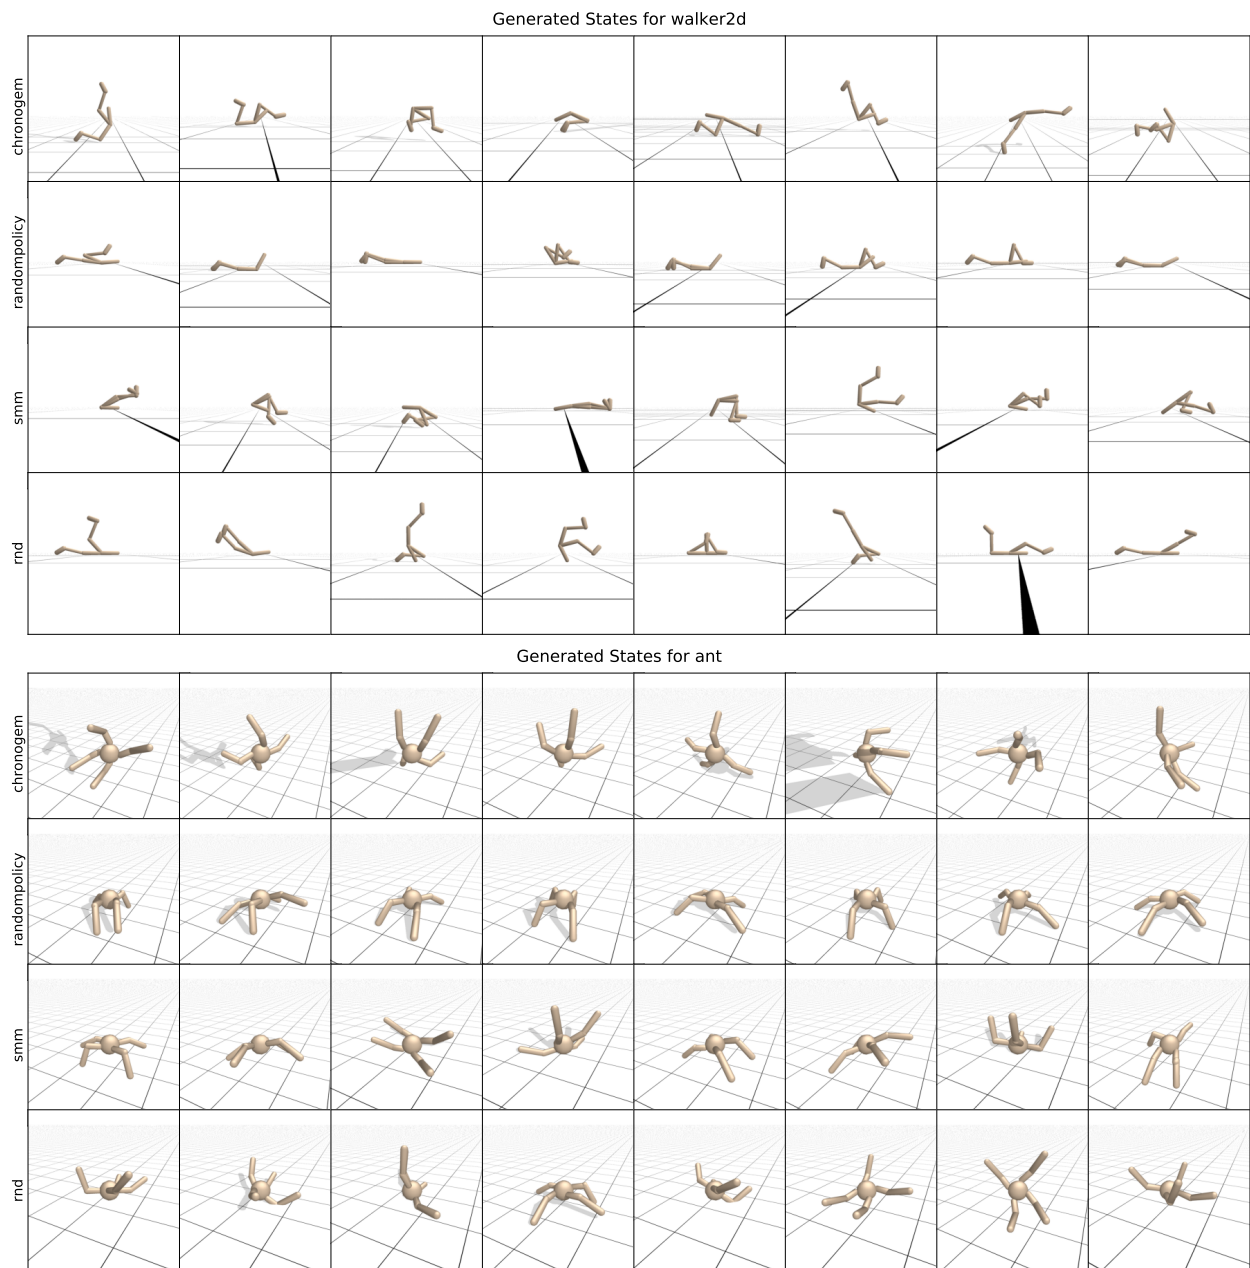 Generated States for walker2d
chronogem
randompolicy
smm
rnd
Generated States for ant
chronogem
randompolicy
smm
rnd